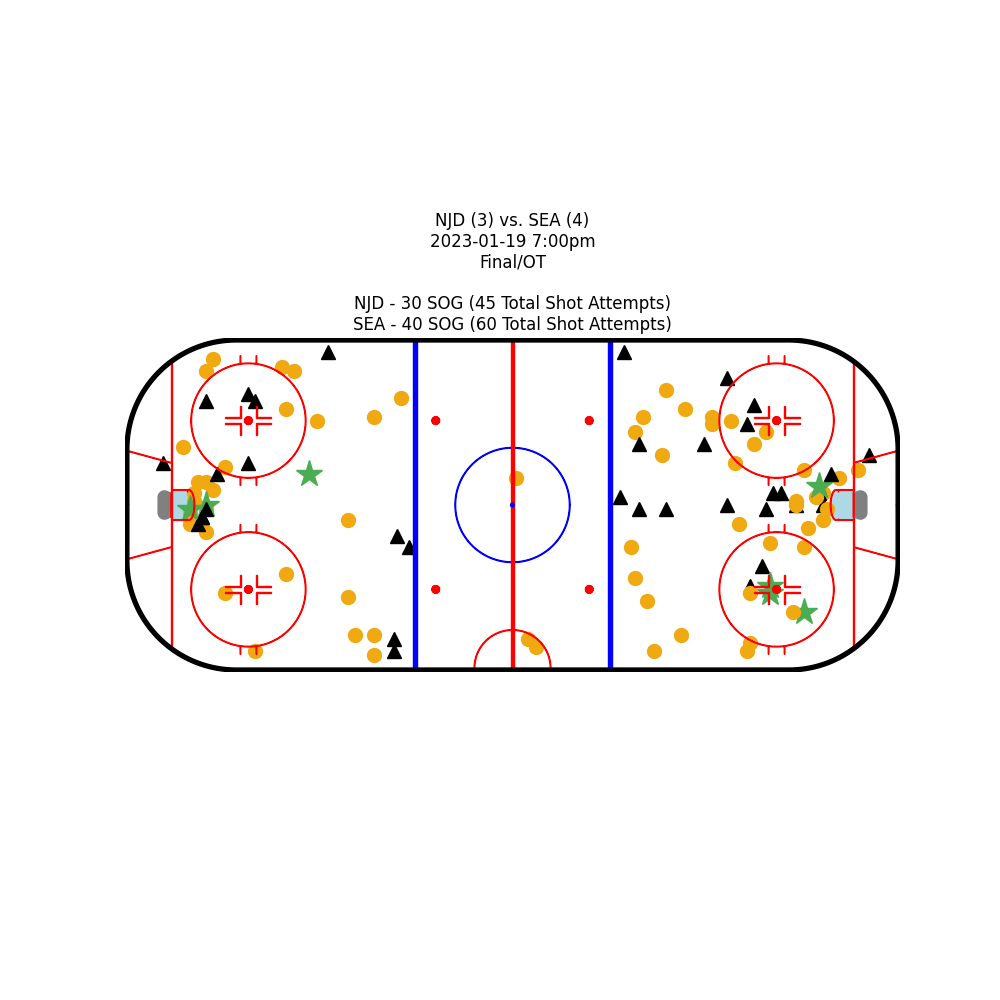 NJD (3) vs. SEA (4)
2023-01-19 7:00pm
Final/OT
NJD - 30 SOG (45 Total Shot Attempts)
SEA - 40 SOG (60 Total Shot Attempts)